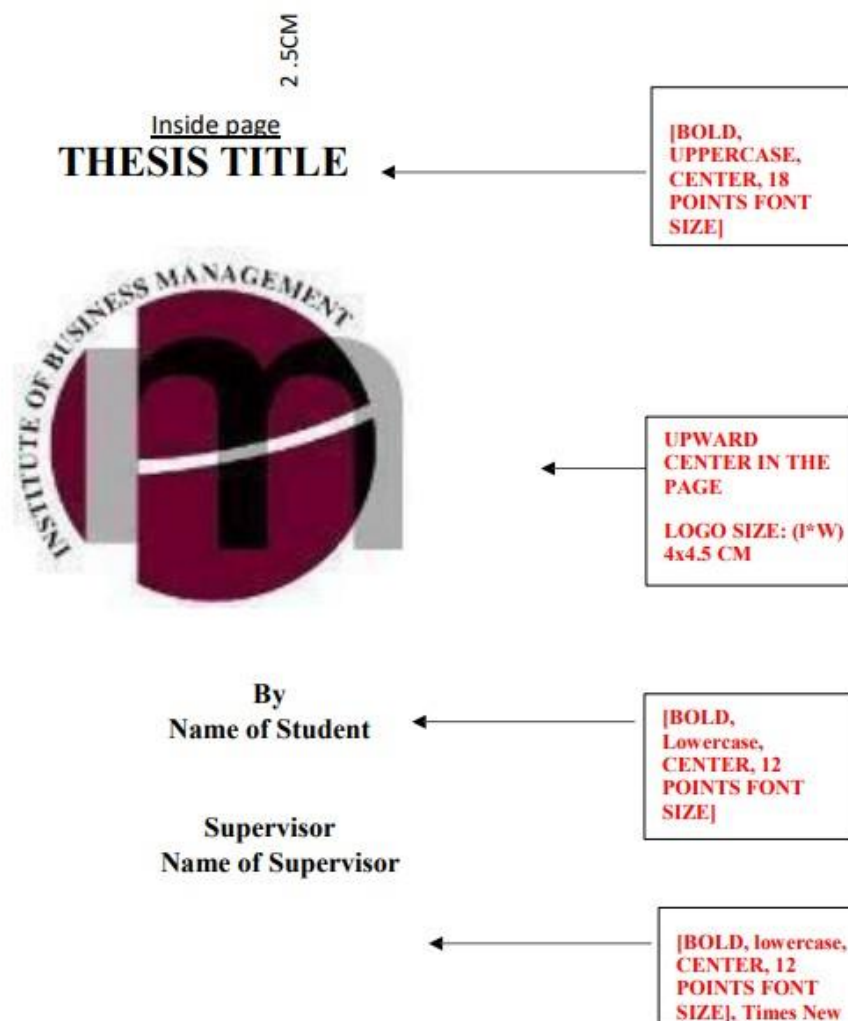 2 .5CM
Inside page
THESIS TITLE
[BOLD,
UPPERCASE,
CENTER, 18
POINTS FONT
SIZE]
INSTITUTE OF BUSINESS MANAGEMENT
m
UPWARD
CENTER IN THE
PAGE
LOGO SIZE: (l*W)
4x4.5 CM
By
Name of Student
[BOLD,
Lowercase,
CENTER, 12
POINTS FONT
SIZE]
Supervisor
Name of Supervisor
[BOLD, lowercase,
CENTER, 12
POINTS FONT
SIZE], Times New